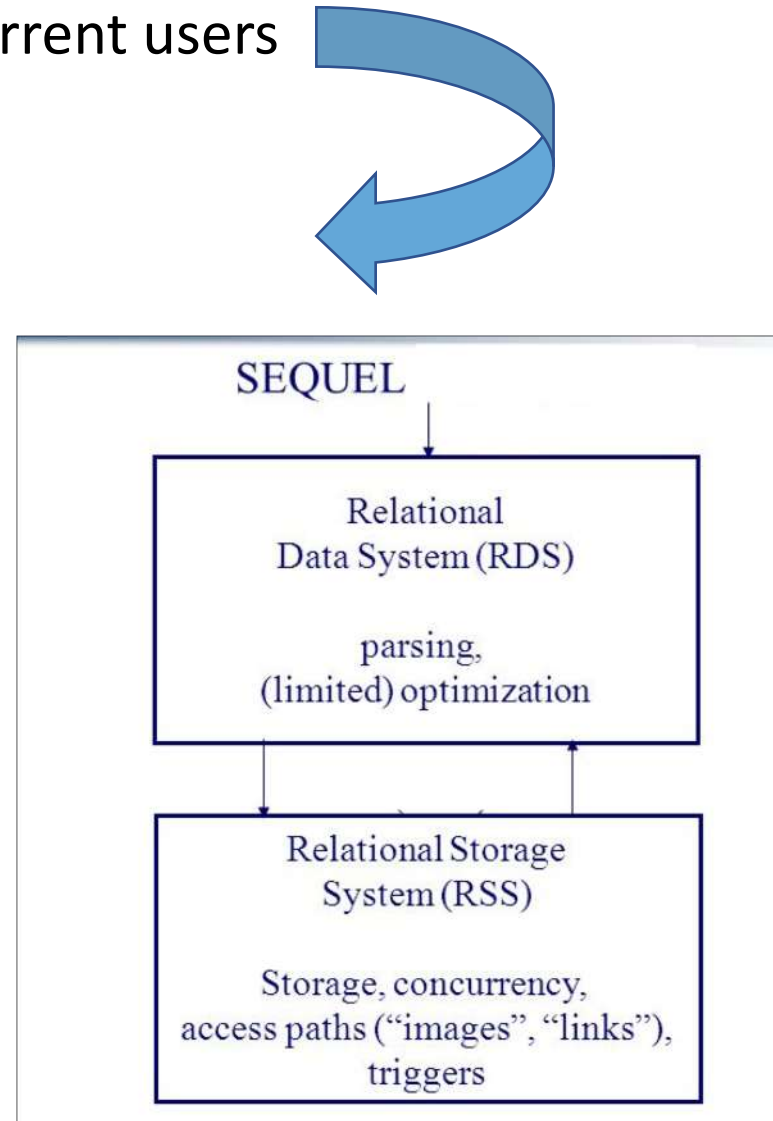 rrent users
SEQUEL
Relational
Data System (RDS)
parsing,
(limited) optimization
Relational Storage
System (RSS)
Storage, concurrency,
access paths (“images”, “links”),
triggers